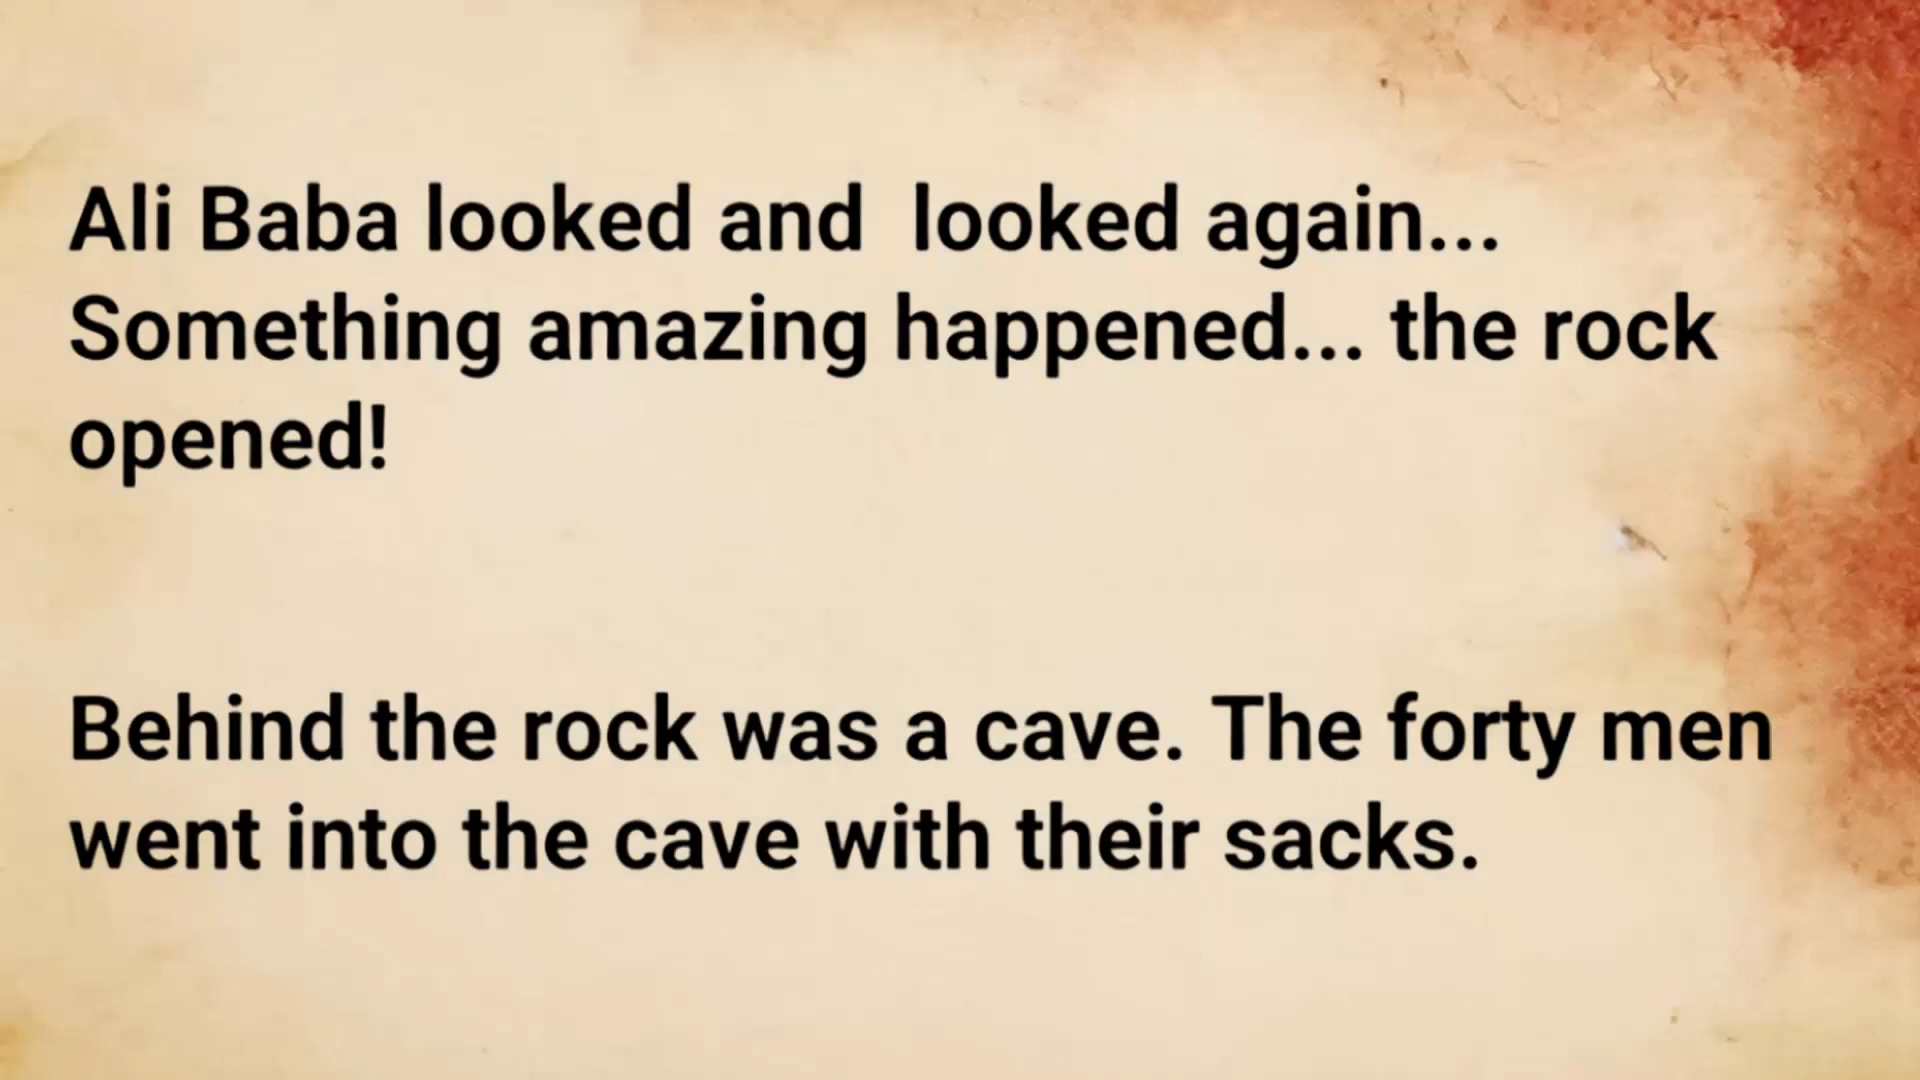 Ali Baba looked and  looked again...
Something amazing happened... the rock
opened!
Behind the rock was a cave. The forty men
went into the cave with their sacks.